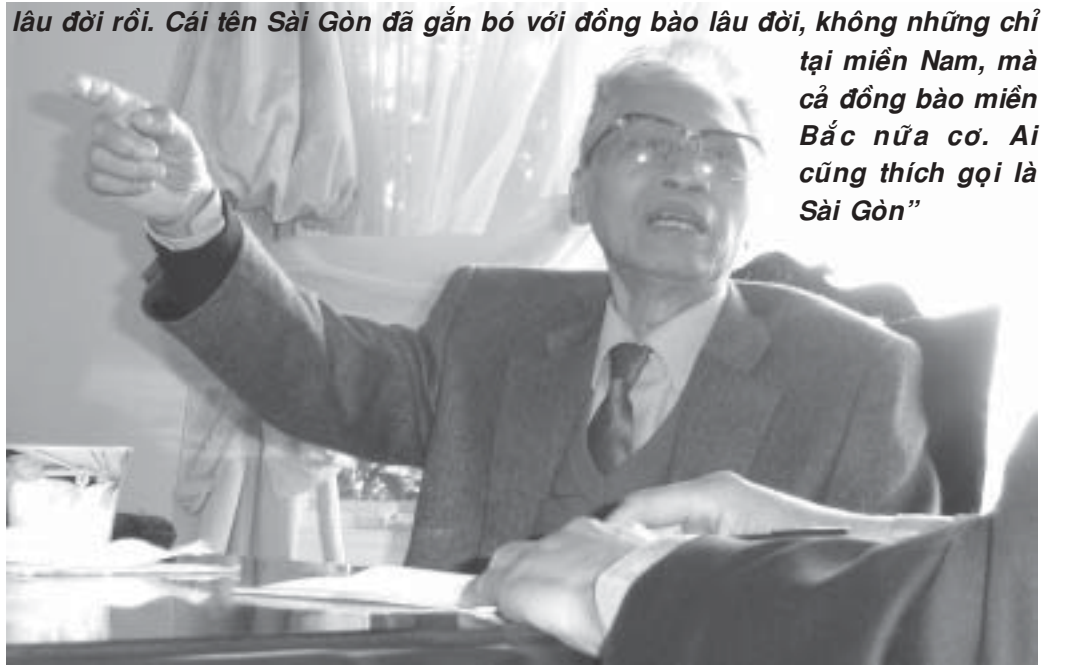 lâu đời rồi. Cái tên Sài Gòn đã gắn bó với đồng bào lâu đời, không những chỉ
tại miền Nam, mà
cả đồng bào miền
Bắc nữa cơ. Ai
cũng thích gọi là
Sài Gòn”